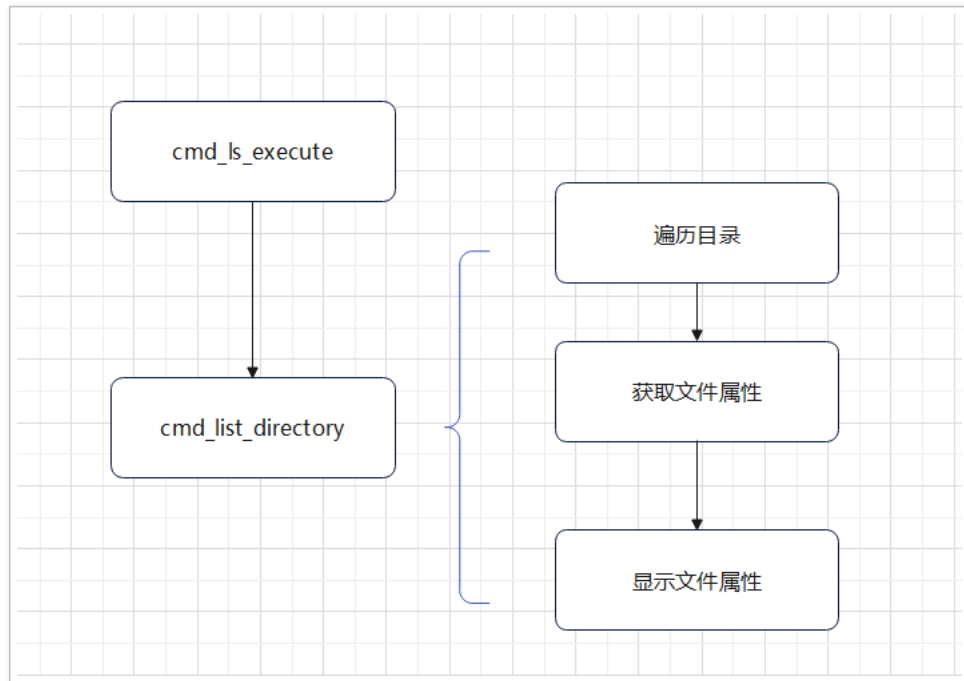 cmd_ls_execute
cmd_list_directory
遍历目录
获取文件属性
显示文件属性